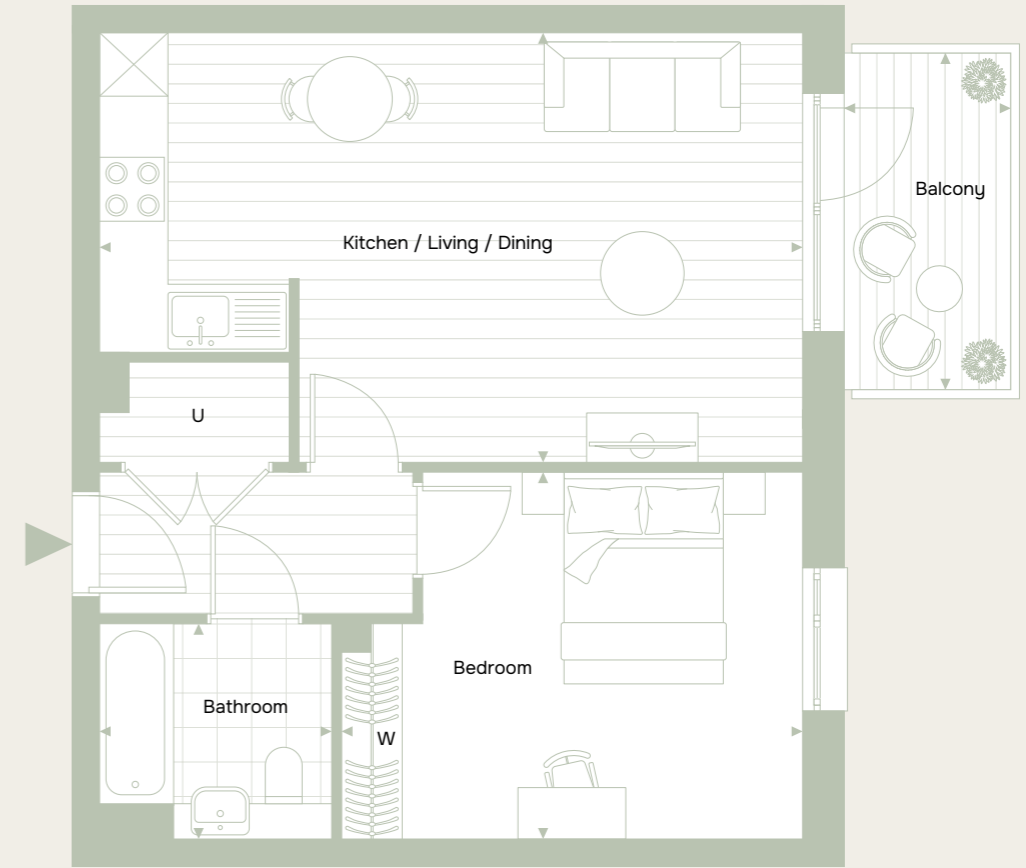 Balcony
Kitchen / Living / Dining
U
Bedroom
Bathroom
W